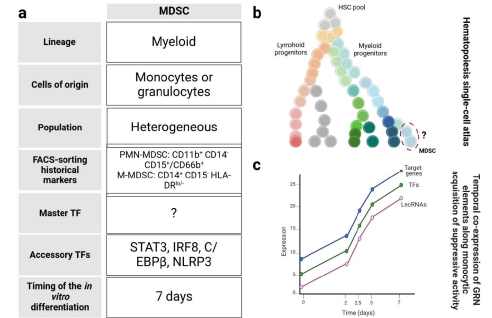 a
MDSC
Lineage
Myeloid
Cells of origin
Monocytes or
granulocytes
Population
Heterogeneous
FACS-sorting
historical
markers
PMN-MDSC: CD11b⁺ CD14⁻
CD15⁺/CD66b⁺
M-MDSC: CD14⁺ CD15⁻ HLA-
DRˡᵒ/⁻
Master TF
?
Accessory TFs
STAT3, IRF8, C/
EBPβ, NLRP3
Timing of the in
vitro
differentiation
7 days
b
HSC pool
Lymohoid
progenitors
Myeloid
progenitors
?
MDSC
Hematopoiesis single-cell atlas
c
Target
genes
TFs
LncRNAs
Expression
25
20
15
10
5
0
0
2
2.5
3
7
Time (days)
Temporal co-expression of GRN
elements along monocytic
acquisition of suppressive activity